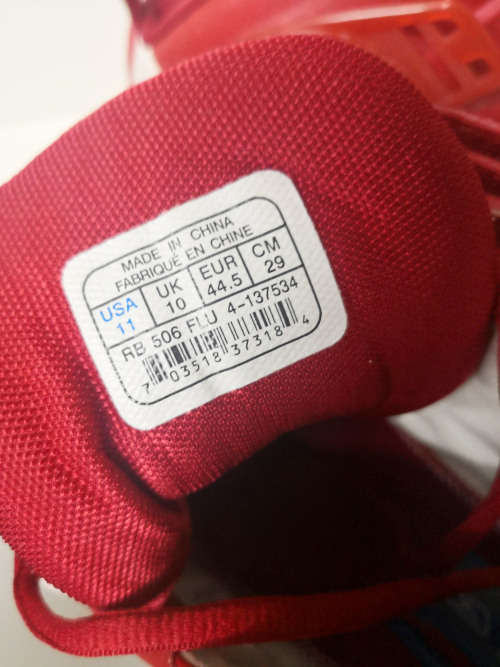 MADE IN CHINA
FABRIQUÉ EN CHINE
USA UK EUR CM
11 10 44.5 29
RB 506 FLU 4-137534
7 03518 37318 4